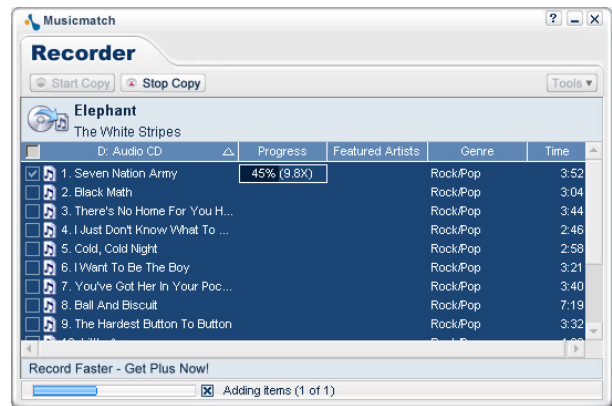 Musicmatch
Recorder
Start Copy Stop Copy Tools
Elephant
The White Stripes
D: Audio CD Progress Featured Artists Genre Time
1. Seven Nation Army 45% (9.8X) Rock/Pop 3:52
2. Black Math Rock/Pop 3:04
3. There's No Home For You H... Rock/Pop 3:44
4. I Just Don't Know What To ... Rock/Pop 2:46
5. Cold, Cold Night Rock/Pop 2:58
6. I Want To Be The Boy Rock/Pop 3:21
7. You've Got Her In Your Poc... Rock/Pop 3:40
8. Ball And Biscuit Rock/Pop 7:19
9. The Hardest Button To Button Rock/Pop 3:32
Record Faster - Get Plus Now!
Adding items (1 of 1)